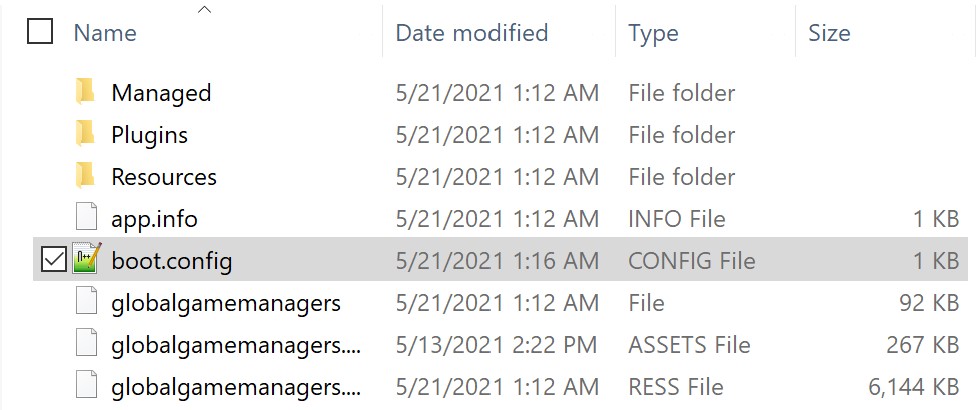 Name Date modified Type Size
Managed 5/21/2021 1:12 AM File folder
Plugins 5/21/2021 1:12 AM File folder
Resources 5/21/2021 1:12 AM File folder
app.info 5/21/2021 1:12 AM INFO File 1 KB
boot.config 5/21/2021 1:16 AM CONFIG File 1 KB
globalgamemanagers 5/21/2021 1:12 AM File 92 KB
globalgamemanagers.... 5/13/2021 2:22 PM ASSETS File 267 KB
globalgamemanagers.... 5/21/2021 1:12 AM RESS File 6,144 KB